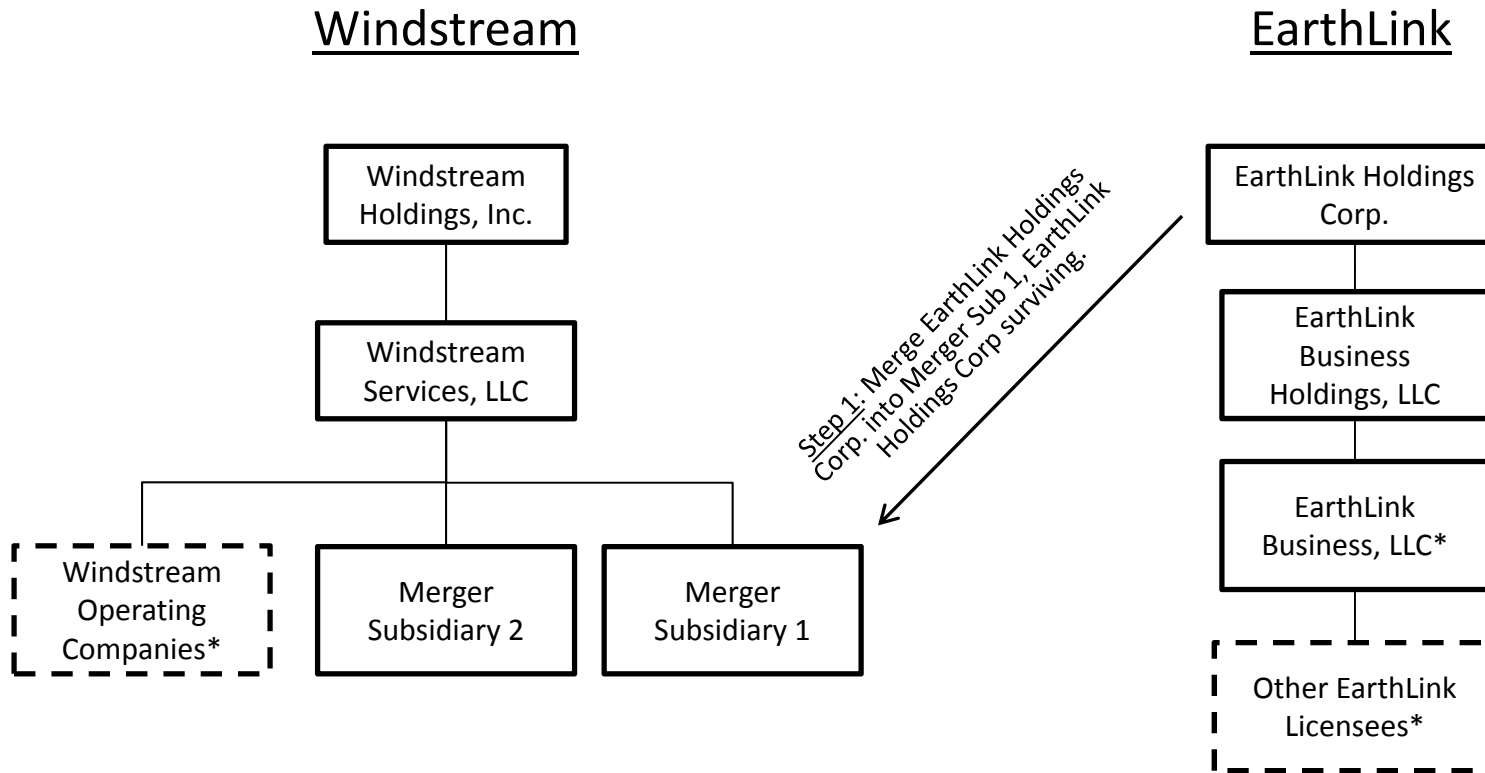 Windstream
EarthLink
Windstream
Holdings, Inc.
Windstream
Services, LLC
Windstream
Operating
Companies*
Merger
Subsidiary 2
Merger
Subsidiary 1
Step 1: Merge EarthLink Holdings
Corp. into Merger Sub 1, EarthLink
Holdings Corp surviving.
EarthLink Holdings
Corp.
EarthLink
Business
Holdings, LLC
EarthLink
Business, LLC*
Other EarthLink
Licensees*